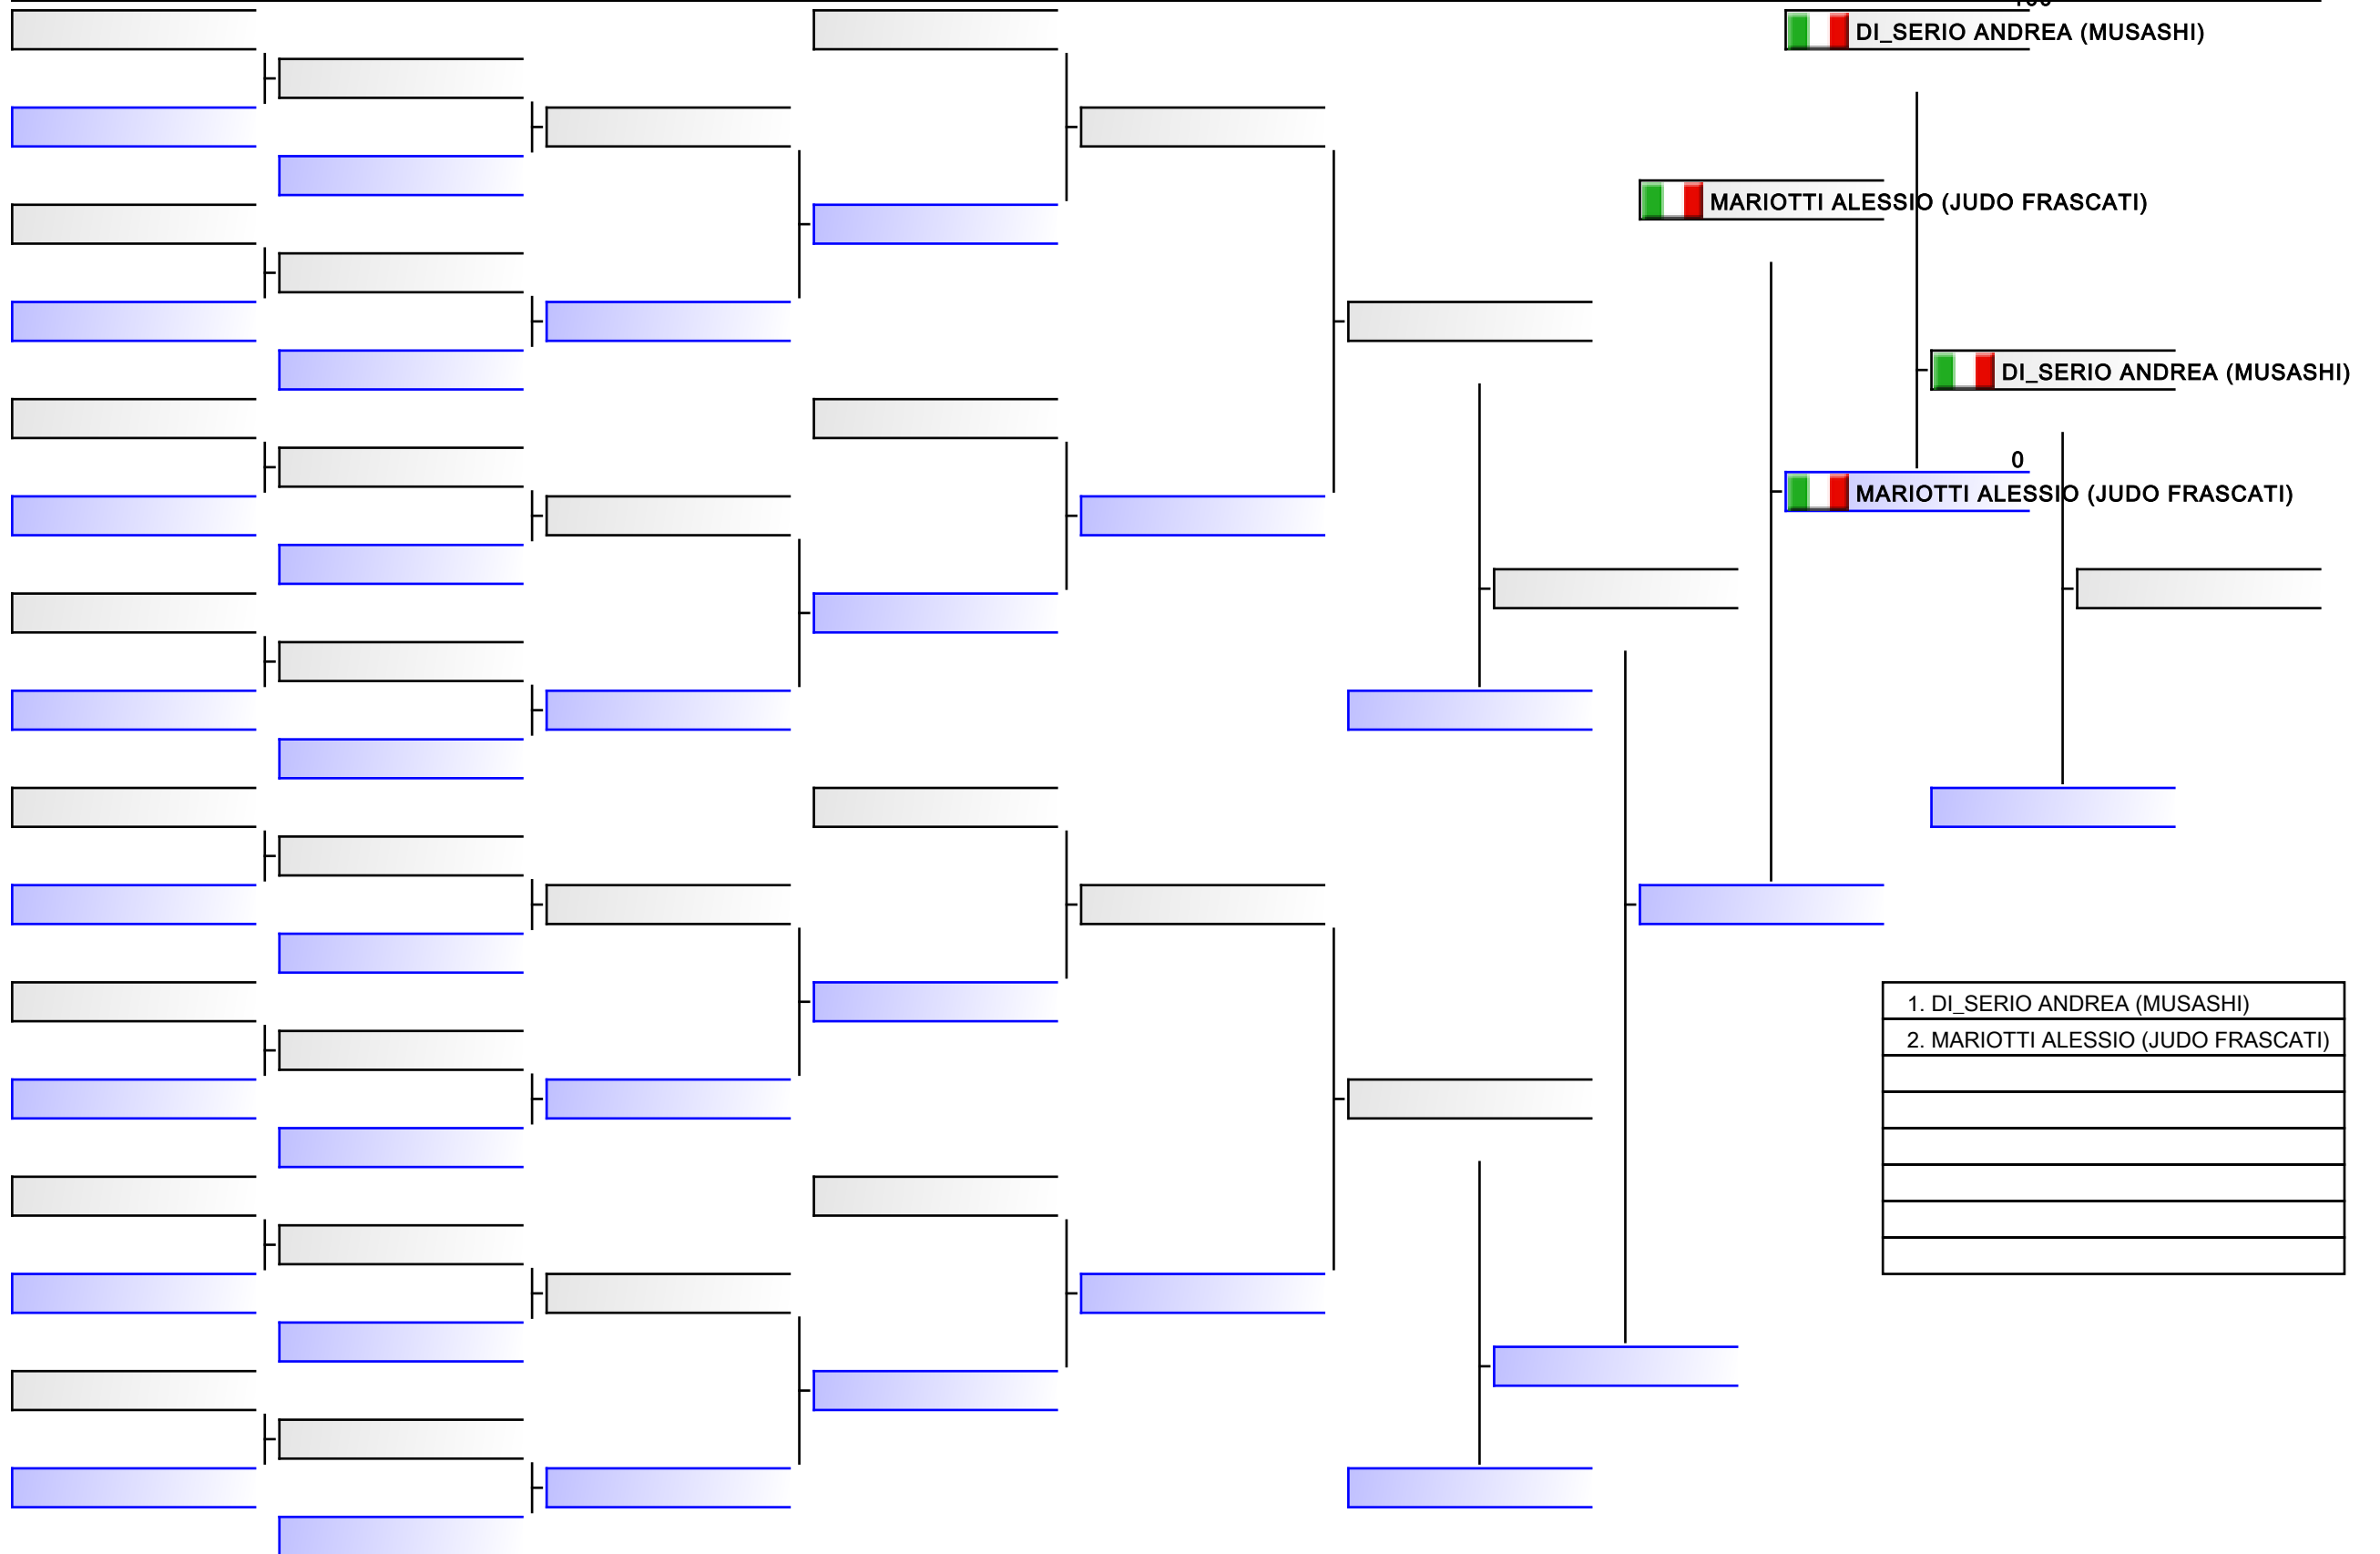 DI_SERIO ANDREA (MUSASHI)
MARIOTTI ALESSIO (JUDO FRASCATI)
DI_SERIO ANDREA (MUSASHI)
0
MARIOTTI ALESSIO (JUDO FRASCATI)
1. DI_SERIO ANDREA (MUSASHI)
2. MARIOTTI ALESSIO (JUDO FRASCATI)